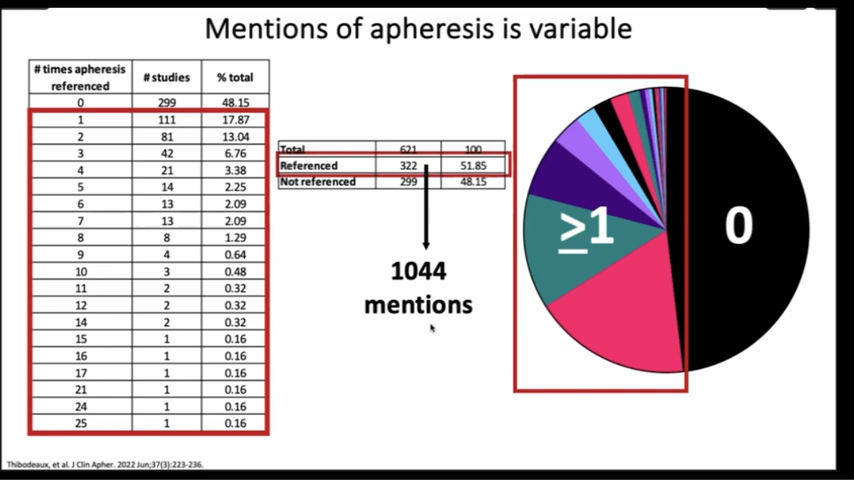 Mentions of apheresis is variable
# times apheresis referenced # studies % total
0 299 48.15
1 111 17.87
2 81 13.04
3 42 6.76
4 21 3.38
5 14 2.25
6 13 2.09
7 13 2.09
8 8 1.29
9 4 0.64
10 3 0.48
11 2 0.32
12 2 0.32
14 2 0.32
15 1 0.16
16 1 0.16
17 1 0.16
21 1 0.16
24 1 0.16
25 1 0.16
Total 621 100
Referenced 322 51.85
Not referenced 299 48.15
1044
mentions
≥1
0
Thibodeaux, et al. J Clin Apher. 2022 Jun;37(3):223-236.